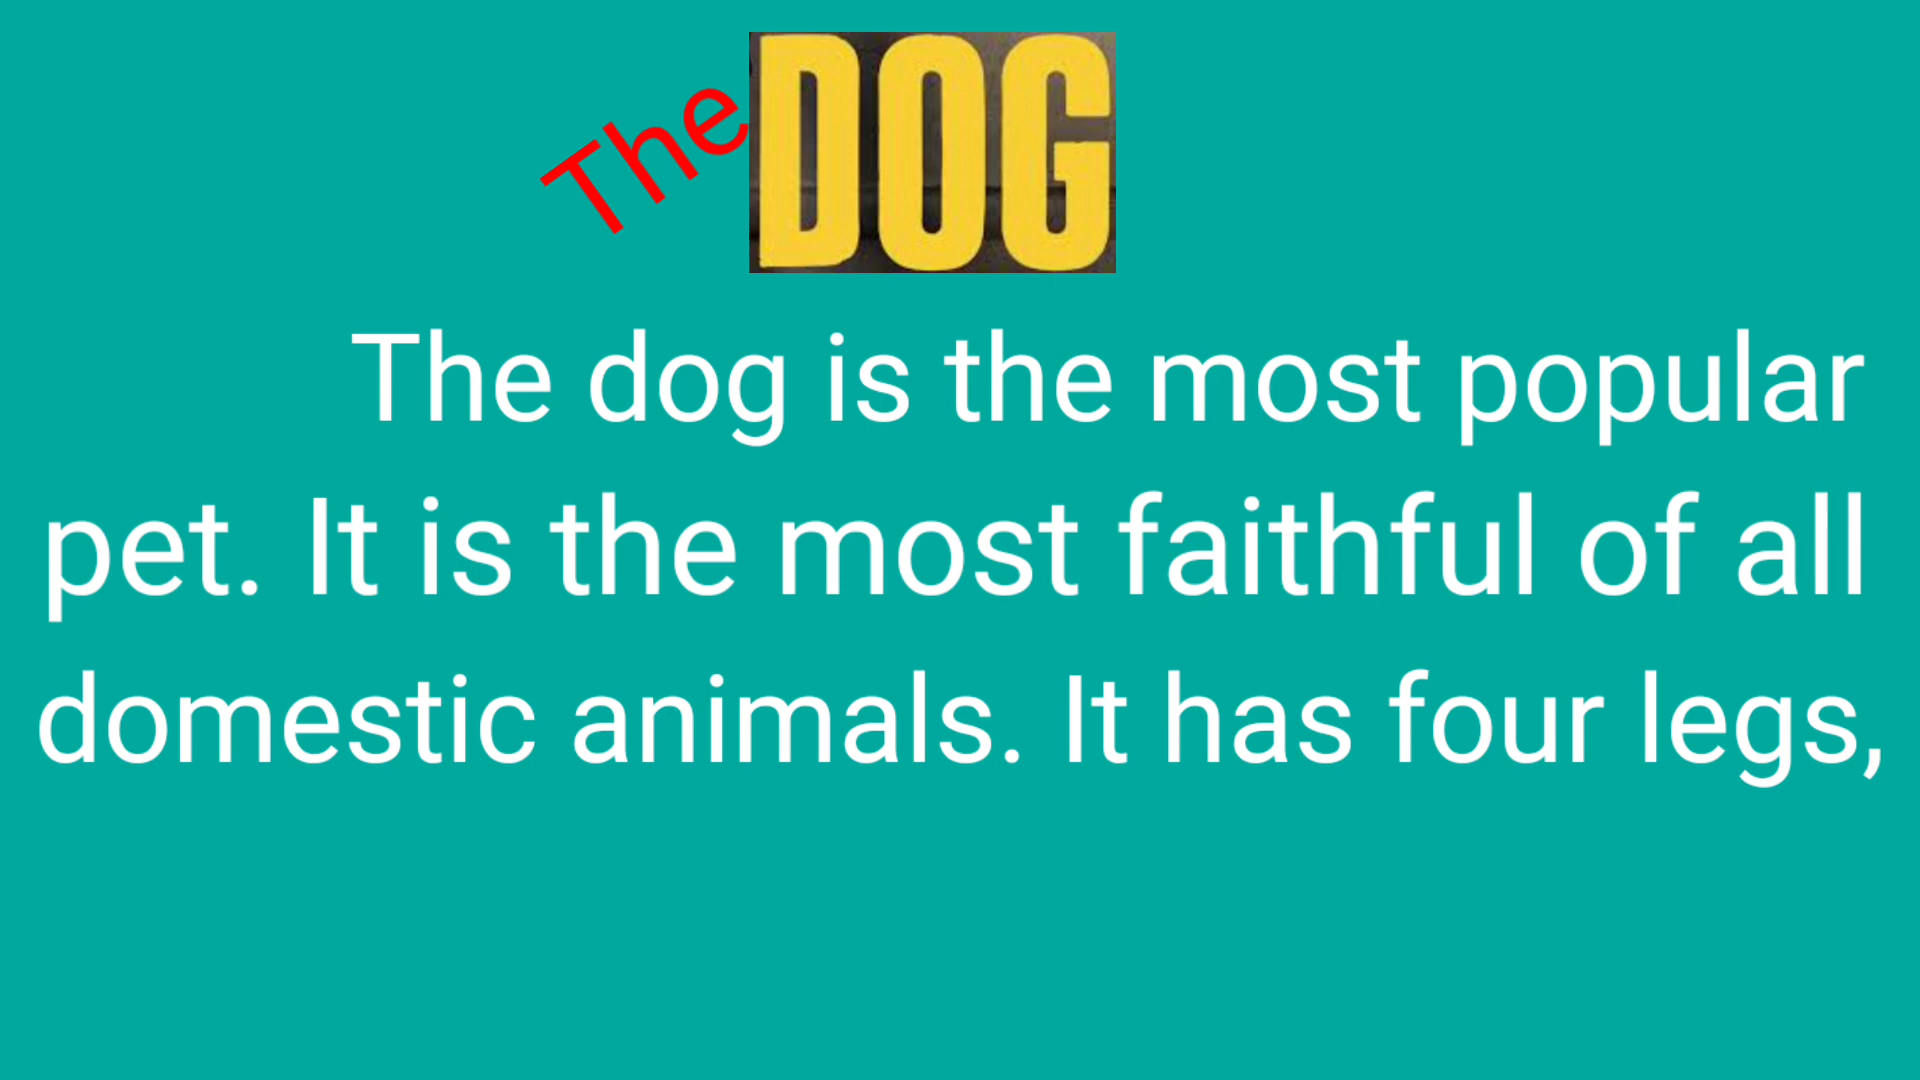 The DOG
The dog is the most popular
pet. It is the most faithful of all
domestic animals. It has four legs,